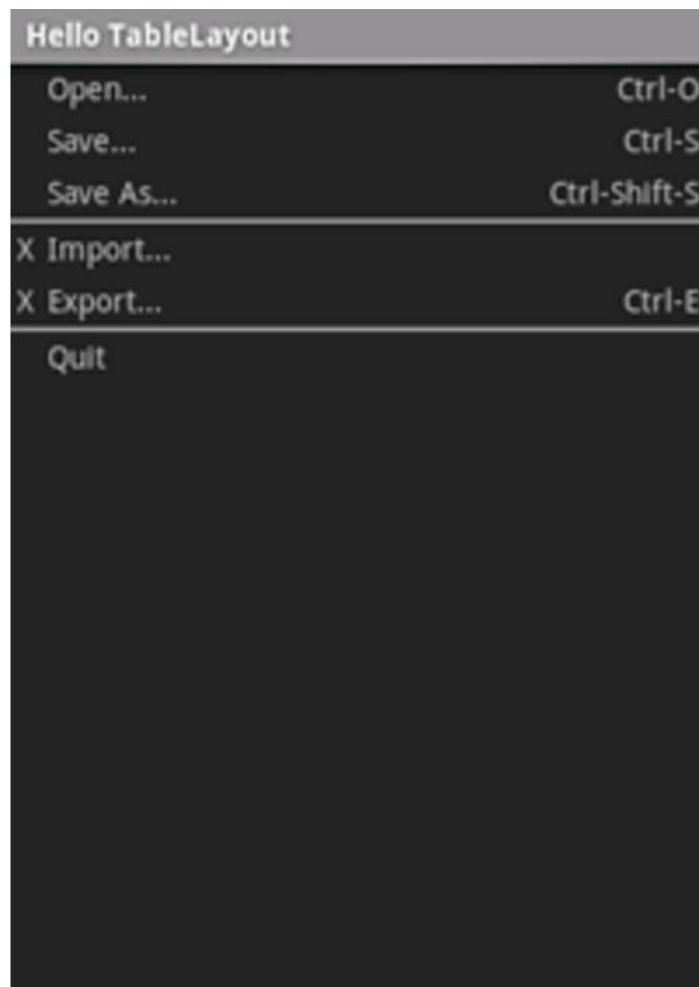 Hello TableLayout
Open... Ctrl-O
Save... Ctrl-S
Save As... Ctrl-Shift-S
X Import...
X Export... Ctrl-E
Quit